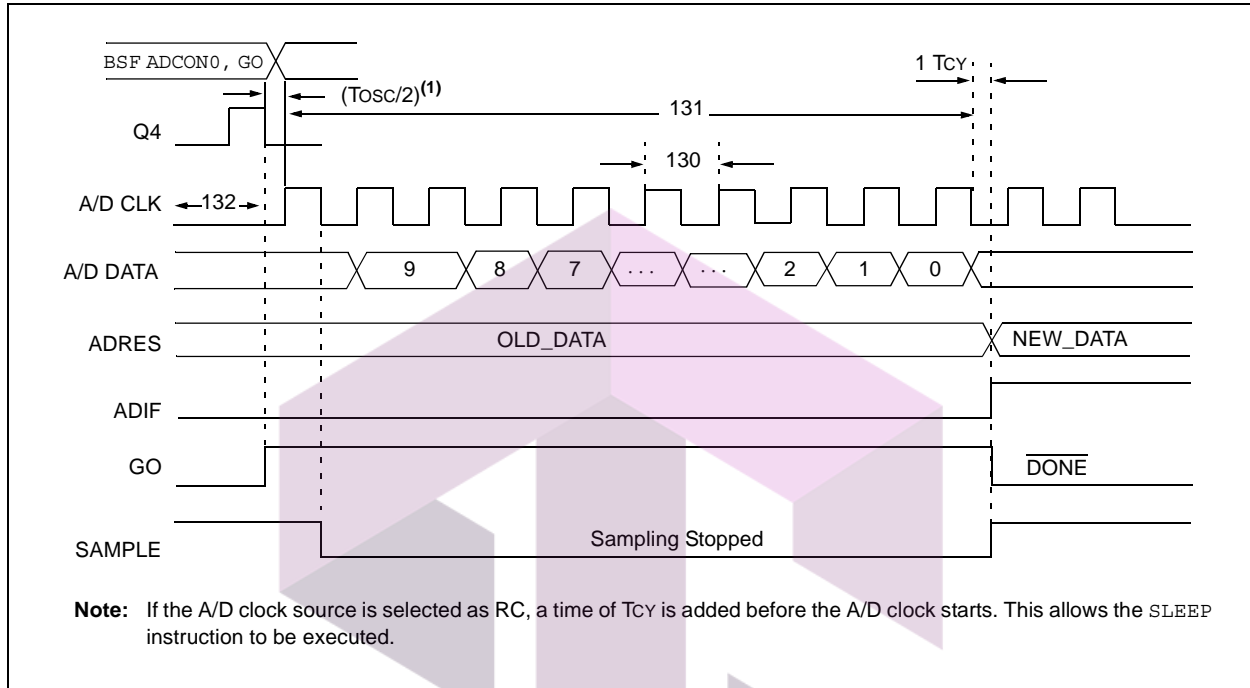 BSF ADCON0, GO
(TOSC/2)(1)
1 TCY
131
Q4
130
A/D CLK
132
A/D DATA
9 8 7 . . . . . . 2 1 0
ADRES
OLD_DATA
NEW_DATA
ADIF
GO
DONE
SAMPLE
Sampling Stopped
Note: If the A/D clock source is selected as RC, a time of TCY is added before the A/D clock starts. This allows the SLEEP
instruction to be executed.